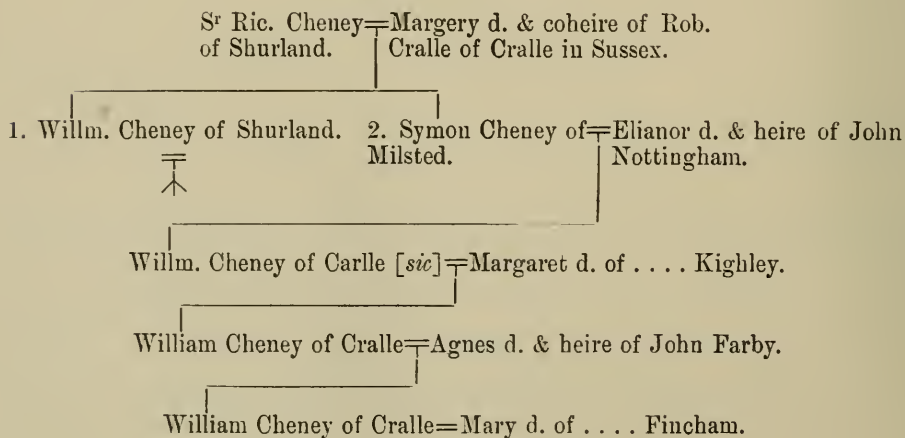 Sr Ric. Cheney=Margery d. & coheire of Rob.
of Shurland. Cralle of Cralle in Sussex.
1. Willm. Cheney of Shurland. 2. Symon Cheney of=Elianor d. & heire of John
Milsted. Nottingham.
Willm. Cheney of Carlle [sic]=Margaret d. of . . . . Kighley.
William Cheney of Cralle=Agnes d. & heire of John Farby.
William Cheney of Cralle=Mary d. of . . . . Fincham.